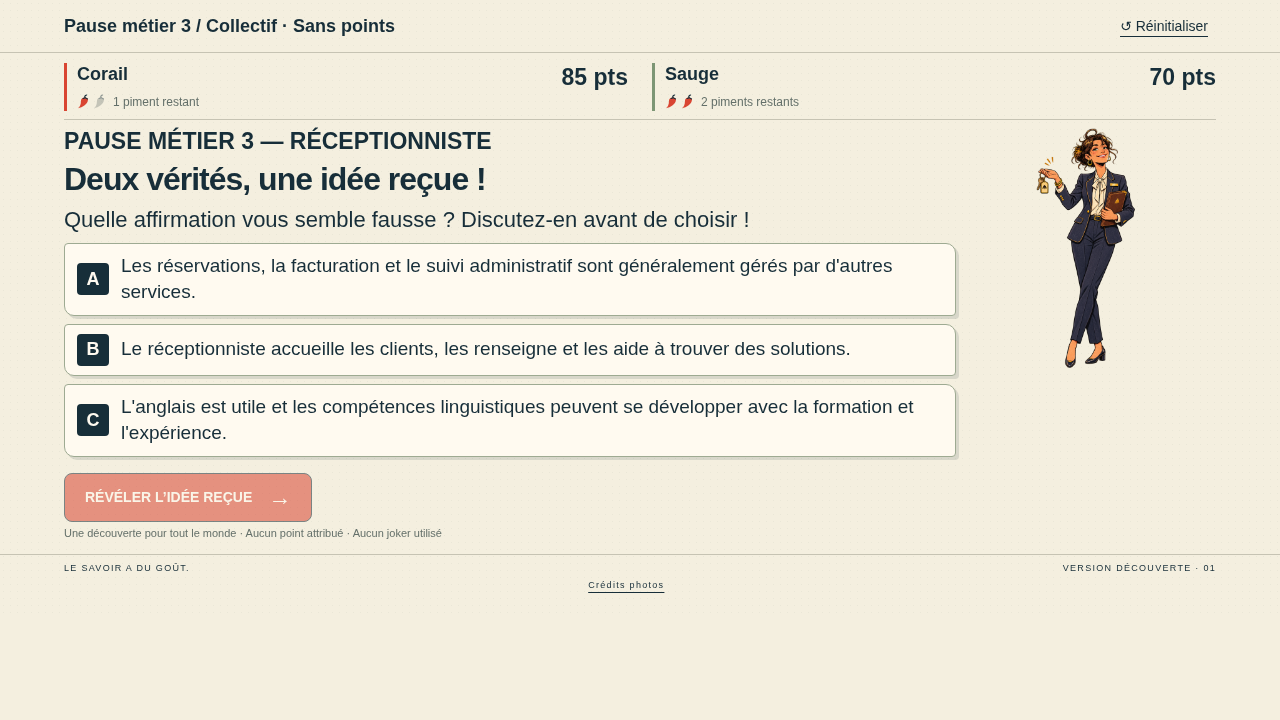 Pause métier 3 / Collectif · Sans points
↺ Réinitialiser
Corail
85 pts
1 piment restant
Sauge
70 pts
2 piments restants
PAUSE MÉTIER 3 — RÉCEPTIONNISTE
Deux vérités, une idée reçue !
Quelle affirmation vous semble fausse ? Discutez-en avant de choisir !
A
Les réservations, la facturation et le suivi administratif sont généralement gérés par d'autres
services.
B
Le réceptionniste accueille les clients, les renseigne et les aide à trouver des solutions.
C
L'anglais est utile et les compétences linguistiques peuvent se développer avec la formation et
l'expérience.
RÉVÉLER L’IDÉE REÇUE →
Une découverte pour tout le monde · Aucun point attribué · Aucun joker utilisé
LE SAVOIR A DU GOÛT.
VERSION DÉCOUVERTE · 01
Crédits photos